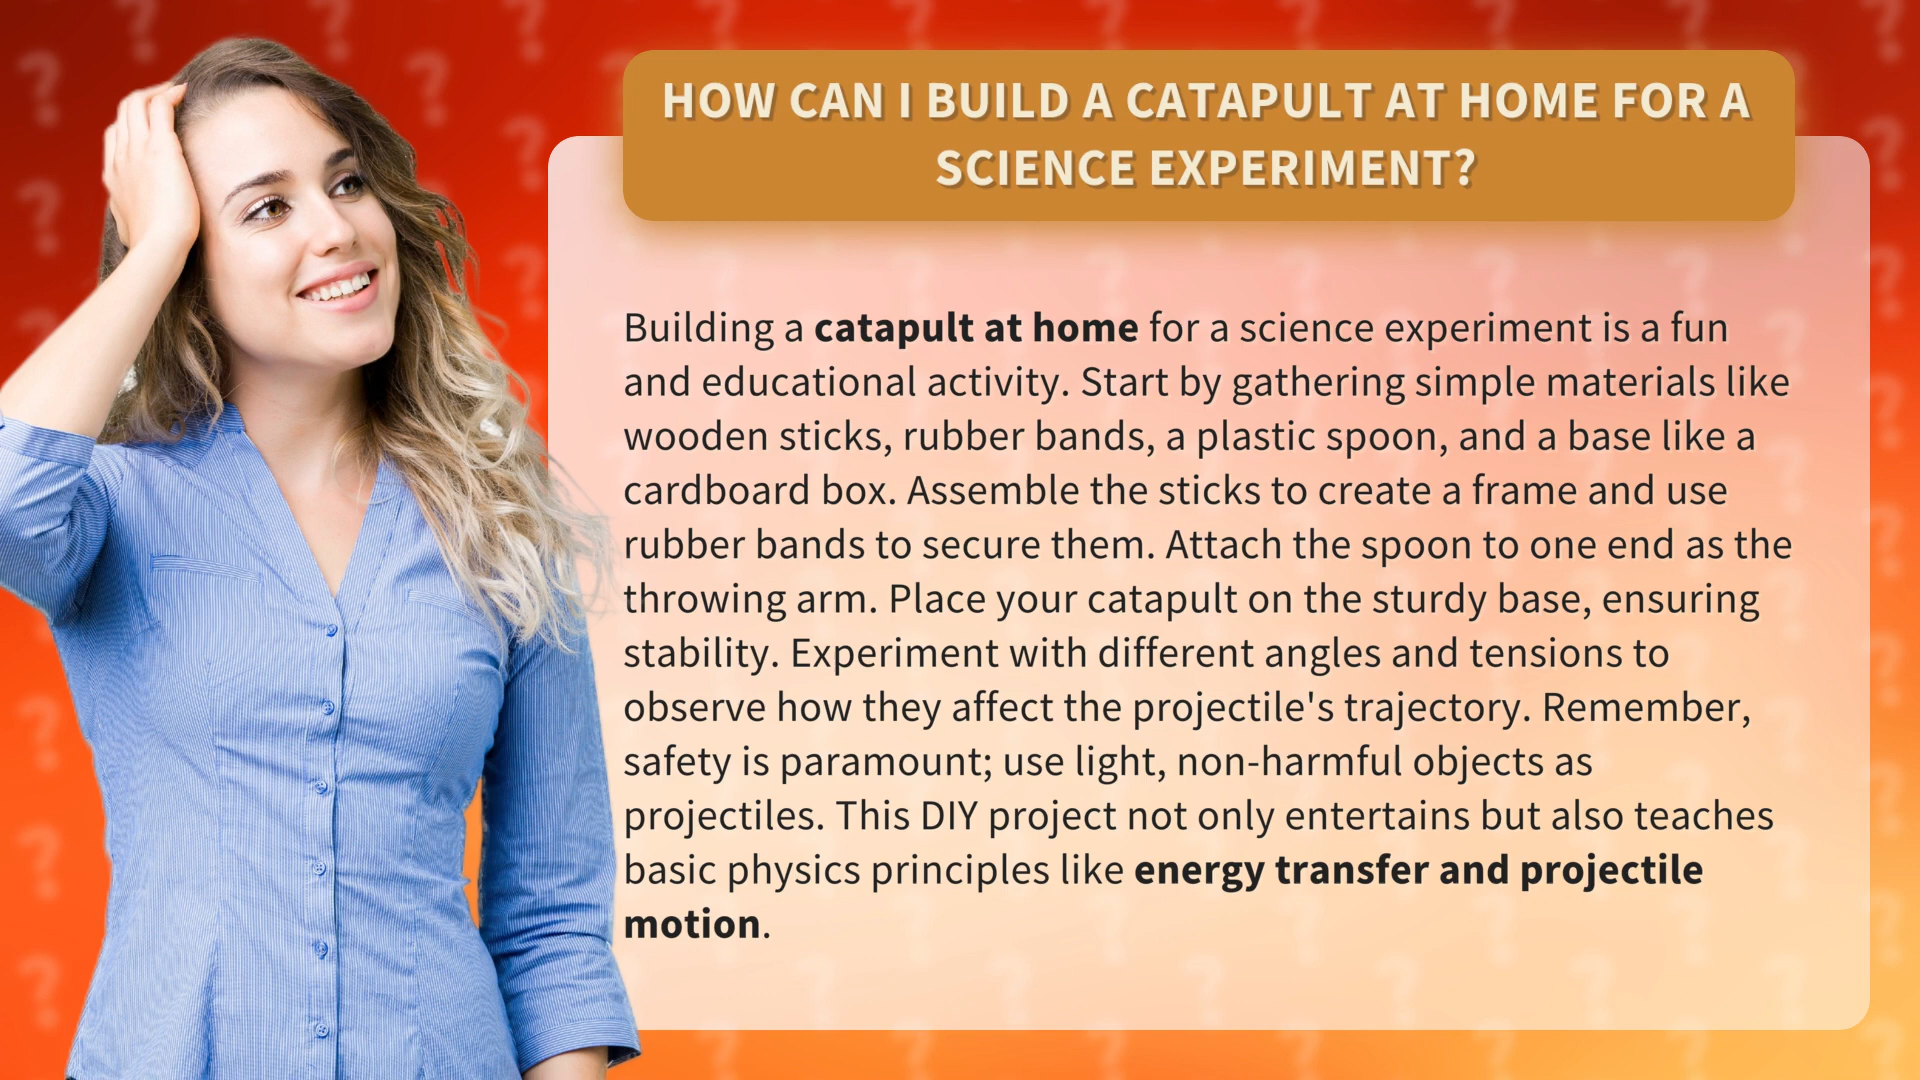 HOW CAN I BUILD A CATAPULT AT HOME FOR A
SCIENCE EXPERIMENT?
Building a catapult at home for a science experiment is a fun
and educational activity. Start by gathering simple materials like
wooden sticks, rubber bands, a plastic spoon, and a base like a
cardboard box. Assemble the sticks to create a frame and use
rubber bands to secure them. Attach the spoon to one end as the
throwing arm. Place your catapult on the sturdy base, ensuring
stability. Experiment with different angles and tensions to
observe how they affect the projectile's trajectory. Remember,
safety is paramount; use light, non-harmful objects as
projectiles. This DIY project not only entertains but also teaches
basic physics principles like energy transfer and projectile
motion.